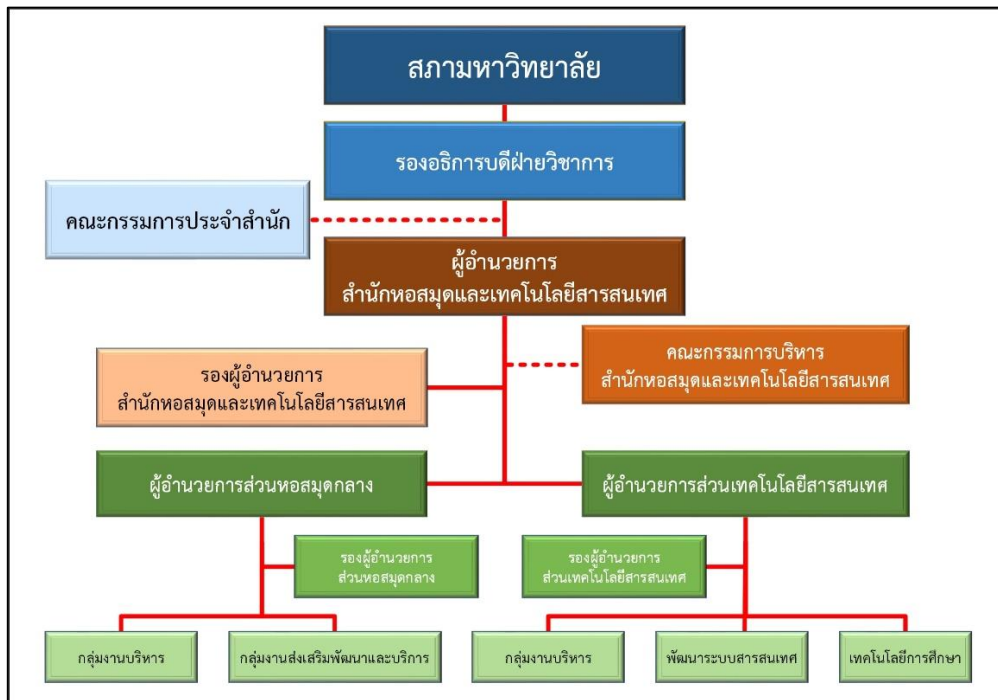 สภามหาวิทยาลัย
รองอธิการบดีฝ่ายวิชาการ
คณะกรรมการประจำสำนัก
ผู้อำนวยการ
สำนักหอสมุดและเทคโนโลยีสารสนเทศ
คณะกรรมการบริหาร
สำนักหอสมุดและเทคโนโลยีสารสนเทศ
รองผู้อำนวยการ
สำนักหอสมุดและเทคโนโลยีสารสนเทศ
ผู้อำนวยการส่วนหอสมุดกลาง
ผู้อำนวยการส่วนเทคโนโลยีสารสนเทศ
รองผู้อำนวยการ
ส่วนหอสมุดกลาง
รองผู้อำนวยการ
ส่วนเทคโนโลยีสารสนเทศ
กลุ่มงานบริหาร
กลุ่มงานส่งเสริมพัฒนาและบริการ
กลุ่มงานบริหาร
พัฒนาระบบสารสนเทศ
เทคโนโลยีการศึกษา